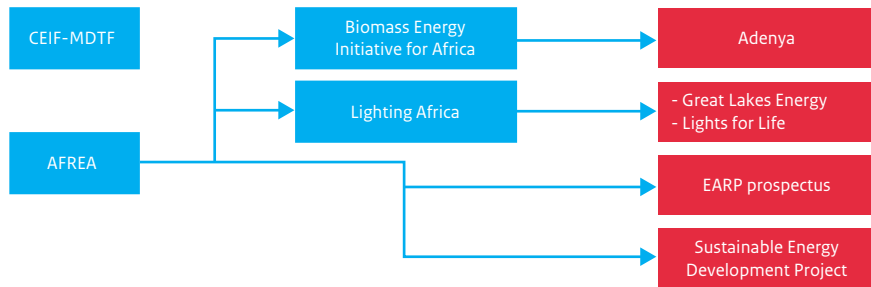 CEIF-MDTF
Biomass Energy
Initiative for Africa
Adenya
Lighting Africa
- Great Lakes Energy
- Lights for Life
AFREA
EARP prospectus
Sustainable Energy
Development Project